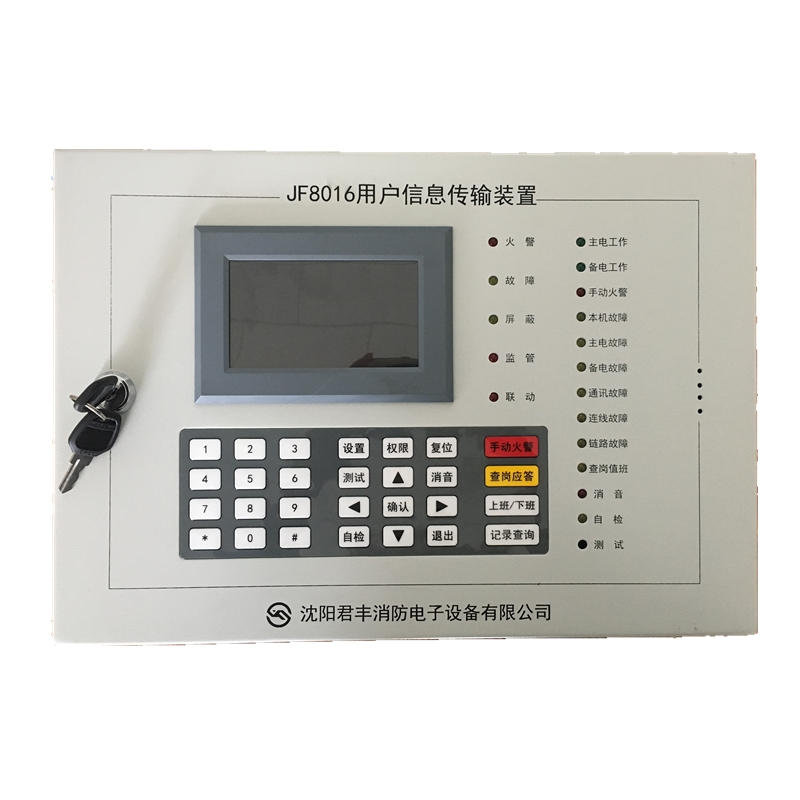 JF8016用户信息传输装置
火警
故障
屏蔽
监管
联动
主电工作
备电工作
手动火警
本机故障
主电故障
备电故障
通讯故障
连线故障
链路故障
查岗值班
消音
自检
测试
1 2 3 设置 权限 复位 手动火警
4 5 6 测试 ▲ 消音 查岗应答
7 8 9 ◀ 确认 ▶ 上班/下班
* 0 # 自检 ▼ 退出 记录查询
沈阳君丰消防电子设备有限公司